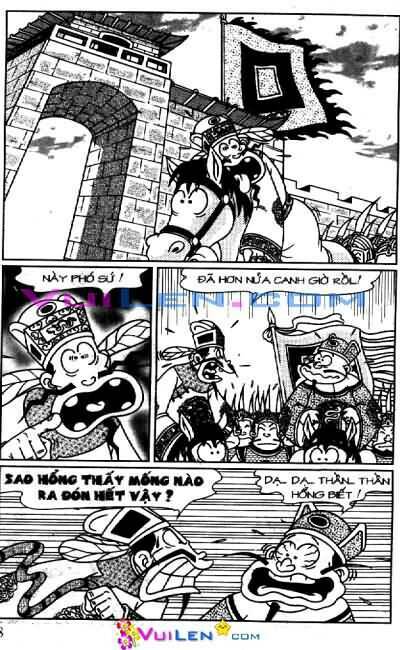 NÀY PHÓ SỨ!
ĐÃ HƠN NỬA CANH GIỜ RỒI...!
VUILEN.COM
SAO HỔNG THẤY MỐNG NÀO
RA ĐÓN HẾT VẬY?
DẠ... DẠ... THẦN... THẦN
HỔNG BIẾT!
8
VUILEN.COM